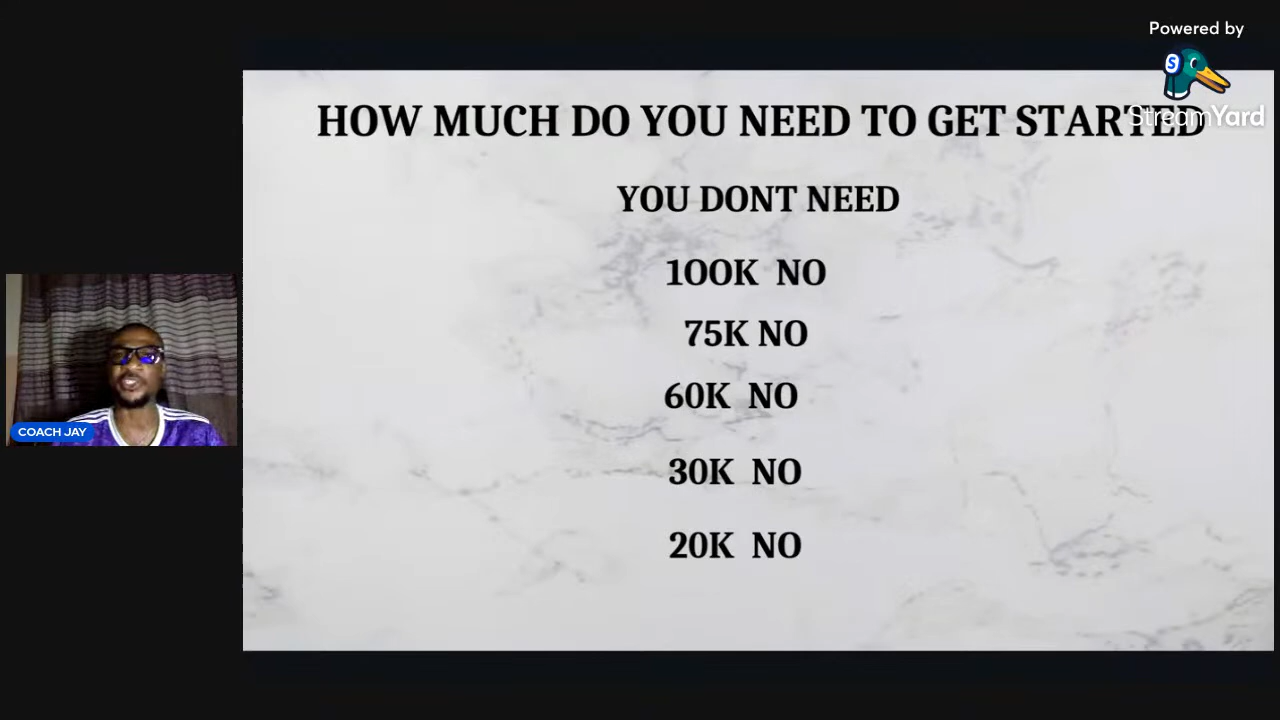 Powered by
S
StreamYard
HOW MUCH DO YOU NEED TO GET STARTED
YOU DONT NEED
100K NO
75K NO
60K NO
30K NO
20K NO
COACH JAY